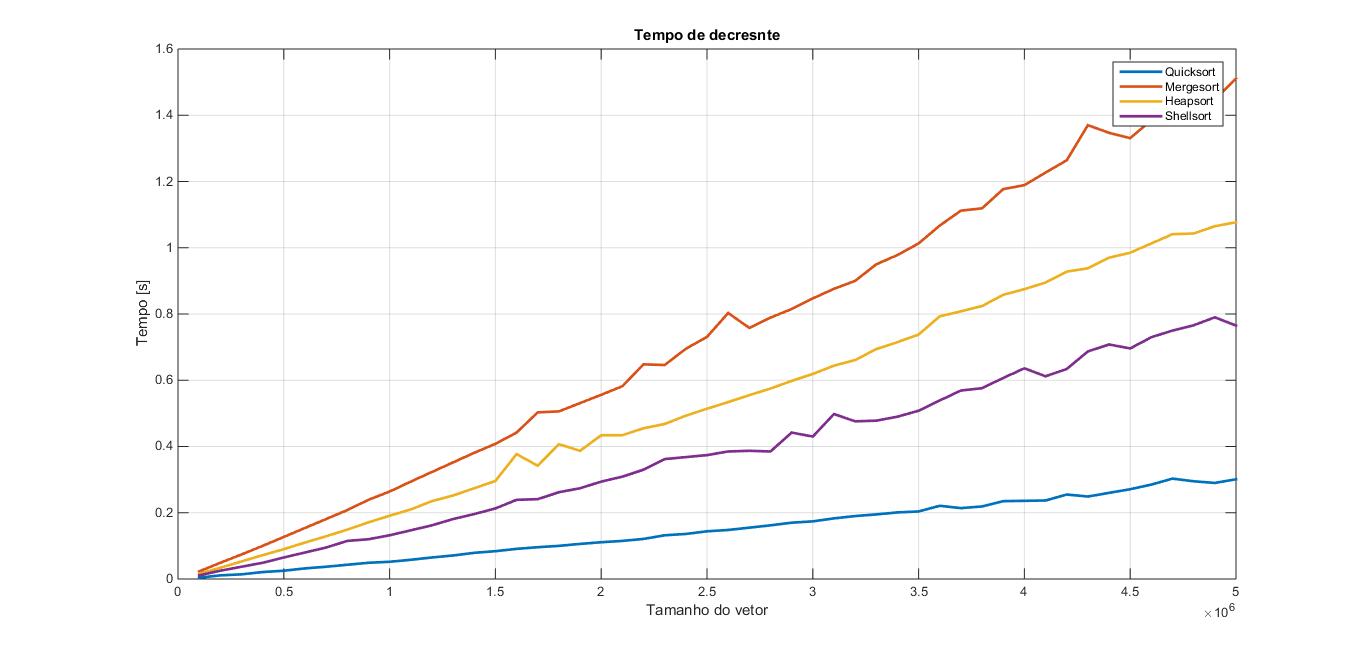 Tempo de decresnte
1.6
1.4
1.2
1
0.8
0.6
0.4
0.2
0
Tempo [s]
Quicksort
Mergesort
Heapsort
Shellsort
0 0.5 1 1.5 2 2.5 3 3.5 4 4.5 5
Tamanho do vetor
×10⁶